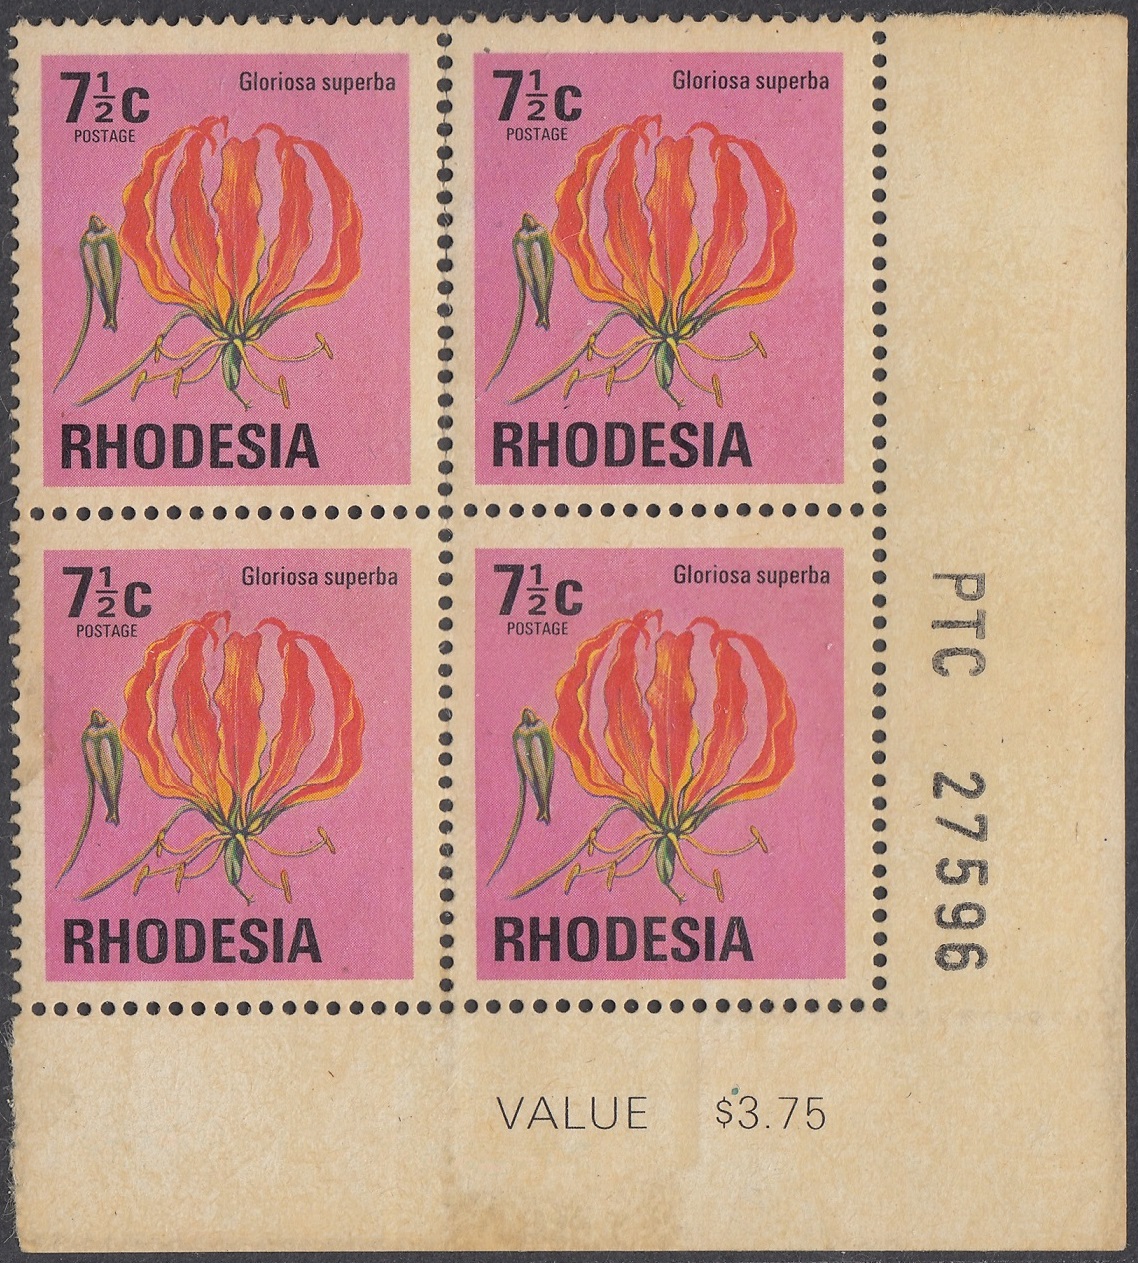 7½c
Gloriosa superba
POSTAGE
RHODESIA
7½c
Gloriosa superba
POSTAGE
RHODESIA
7½c
Gloriosa superba
POSTAGE
RHODESIA
7½c
Gloriosa superba
POSTAGE
RHODESIA
PTC 27596
VALUE $3.75